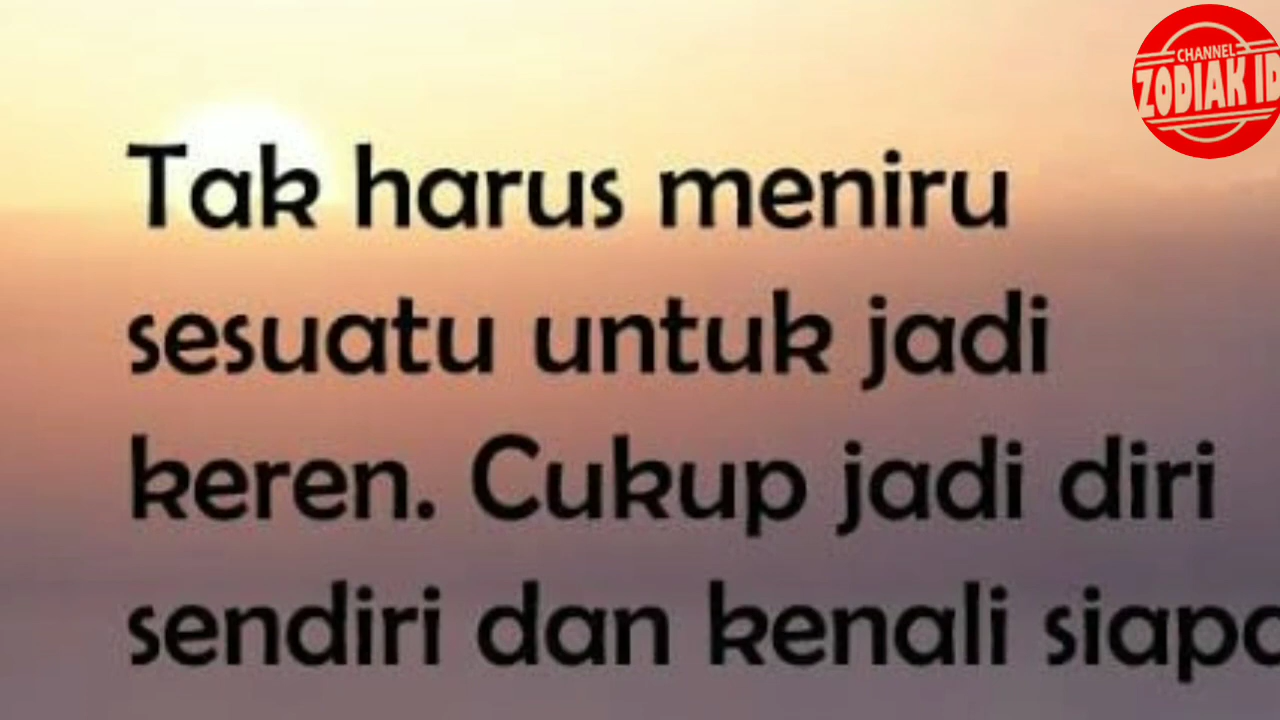 CHANNEL
ZODIAK ID
Tak harus meniru
sesuatu untuk jadi
keren. Cukup jadi diri
sendiri dan kenali siapa